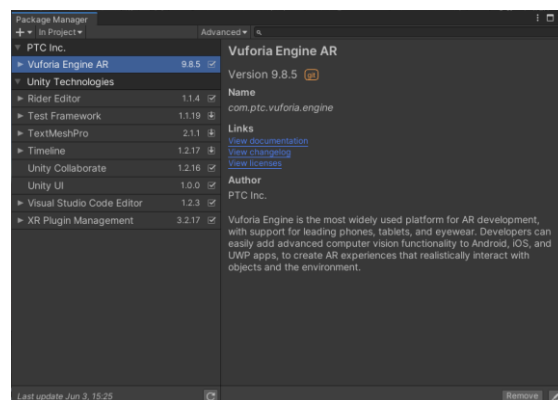 Package Manager
+ In Project Advanced
PTC Inc.
Vuforia Engine AR 9.8.5
Unity Technologies
Rider Editor 1.1.4
Test Framework 1.1.19
TextMeshPro 2.1.1
Timeline 1.2.17
Unity Collaborate 1.2.16
Unity UI 1.0.0
Visual Studio Code Editor 1.2.3
XR Plugin Management 3.2.17
Last update Jun 3, 15:25
Vuforia Engine AR
Version 9.8.5 git
Name
com.ptc.vuforia.engine
Links
View documentation
View changelog
View licenses
Author
PTC Inc.
Vuforia Engine is the most widely used platform for AR development,
with support for leading phones, tablets, and eyewear. Developers can
easily add advanced computer vision functionality to Android, iOS, and
UWP apps, to create AR experiences that realistically interact with
objects and the environment.
Remove